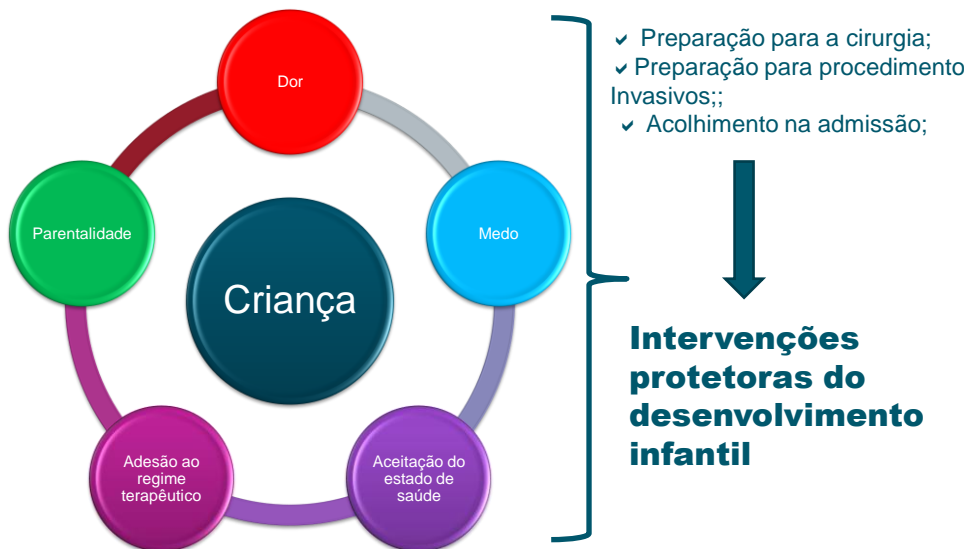 Dor
Medo
Aceitação do
estado de
saúde
Adesão ao
regime
terapêutico
Parentalidade
Criança
✓ Preparação para a cirurgia;
✓ Preparação para procedimento
Invasivos;;
✓ Acolhimento na admissão;
Intervenções
protetoras do
desenvolvimento
infantil